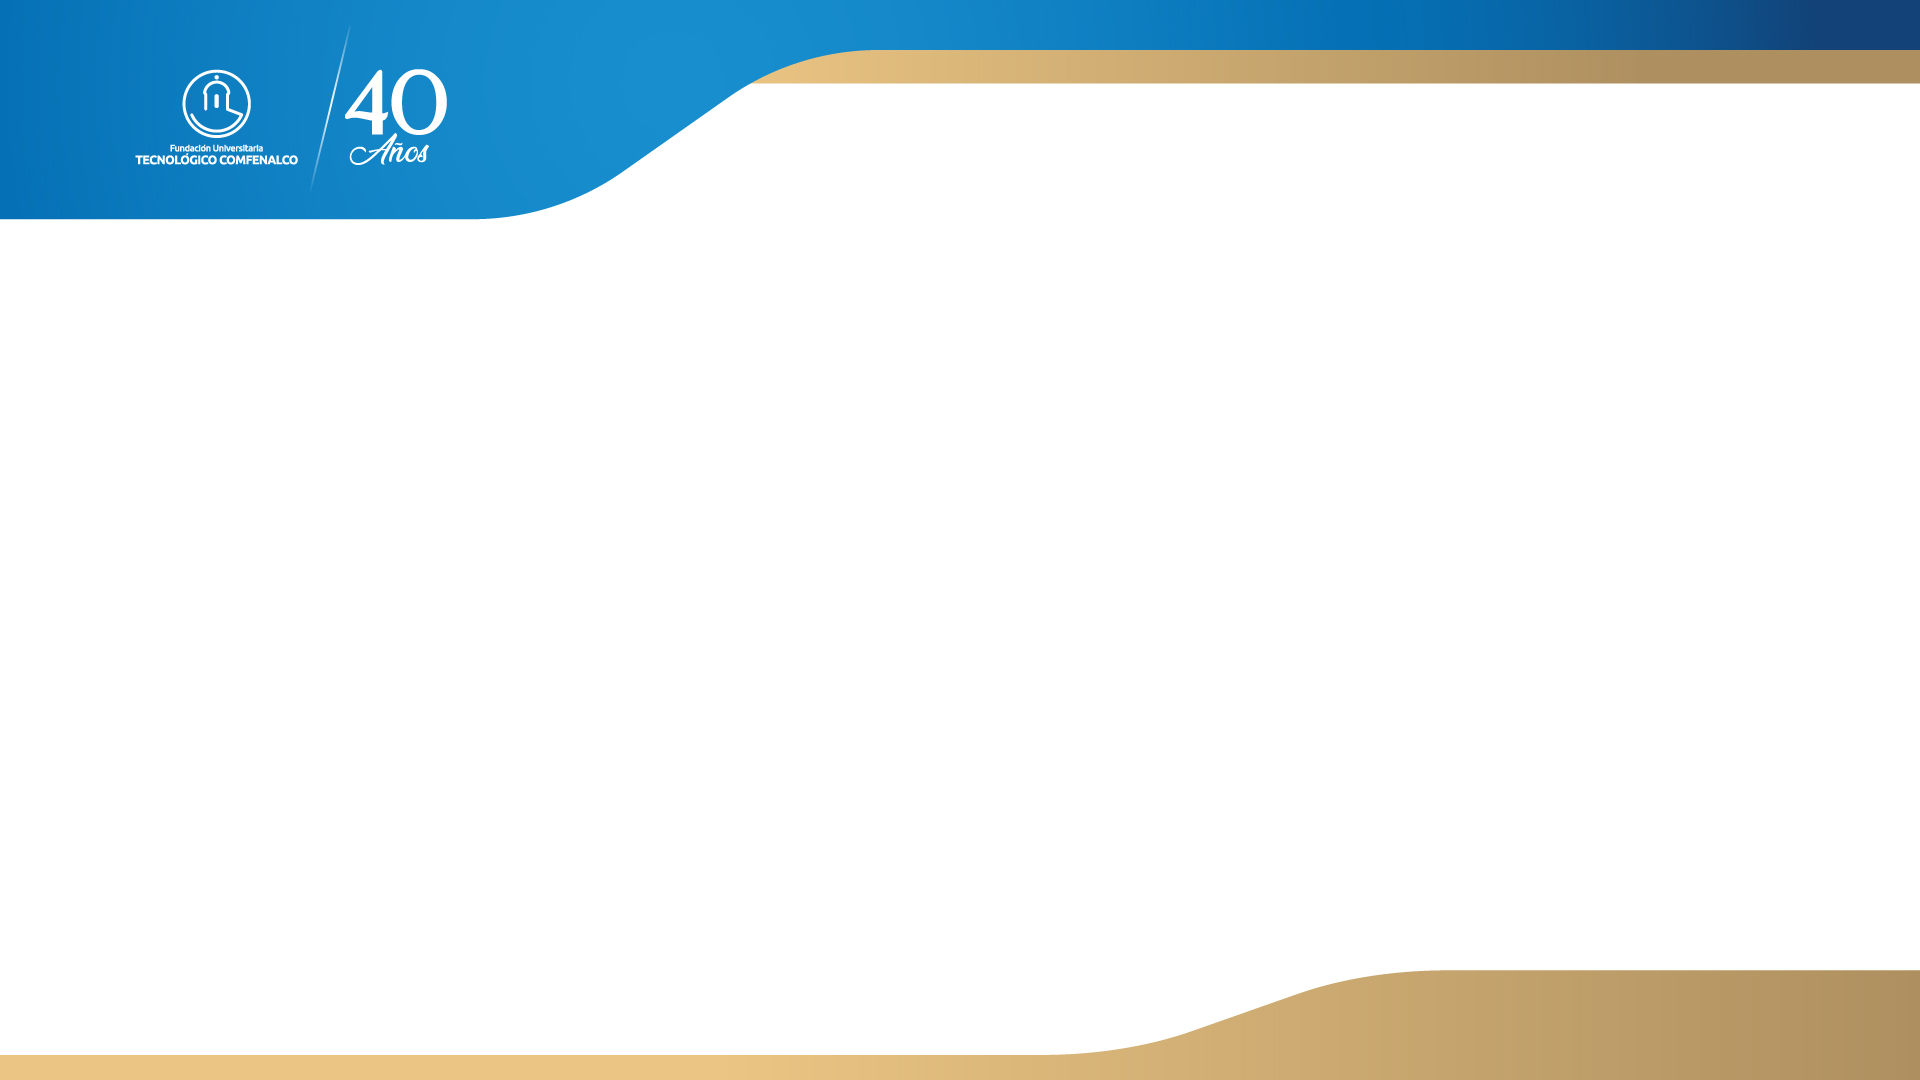 Fundación Universitaria
TECNOLÓGICO COMFENALCO
40
Años